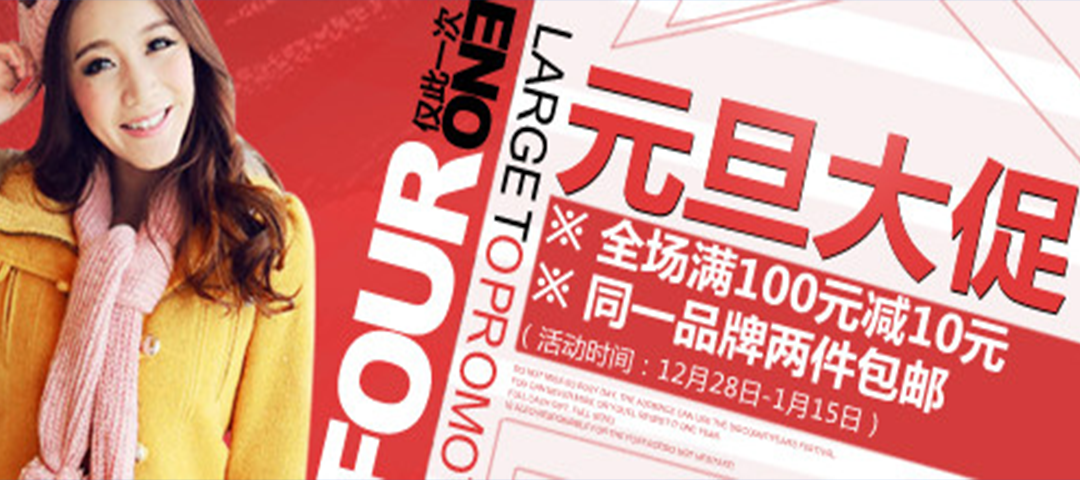 仅此一次
ENO
FOUR
LARGE TOPROMO
元旦大促
※ 全场满100元减10元
※ 同一品牌两件包邮
( 活动时间：12月28日-1月15日 )